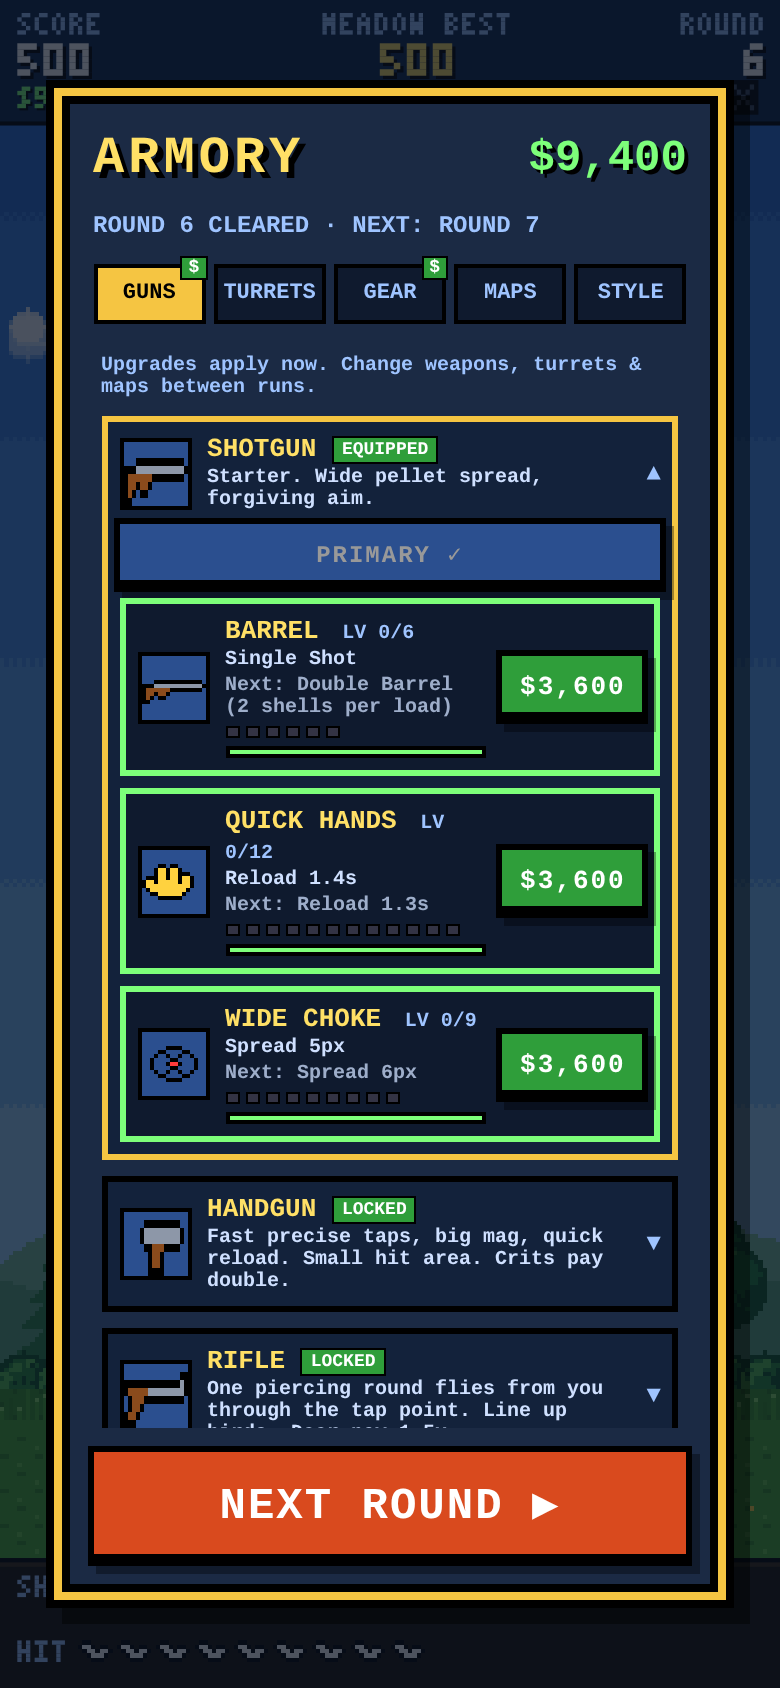 SCORE MEADOW BEST ROUND
500 500 6
ARMORY $9,400
ROUND 6 CLEARED · NEXT: ROUND 7
GUNS $ TURRETS GEAR $ MAPS STYLE
Upgrades apply now. Change weapons, turrets &
maps between runs.
SHOTGUN EQUIPPED
Starter. Wide pellet spread,
forgiving aim.
▲
PRIMARY ✓
BARREL LV 0/6
Single Shot
Next: Double Barrel
(2 shells per load)
$3,600
QUICK HANDS LV
0/12
Reload 1.4s
Next: Reload 1.3s
$3,600
WIDE CHOKE LV 0/9
Spread 5px
Next: Spread 6px
$3,600
HANDGUN LOCKED
Fast precise taps, big mag, quick
reload. Small hit area. Crits pay
double.
▼
RIFLE LOCKED
One piercing round flies from you
through the tap point. Line up
▼
NEXT ROUND ▶
HIT